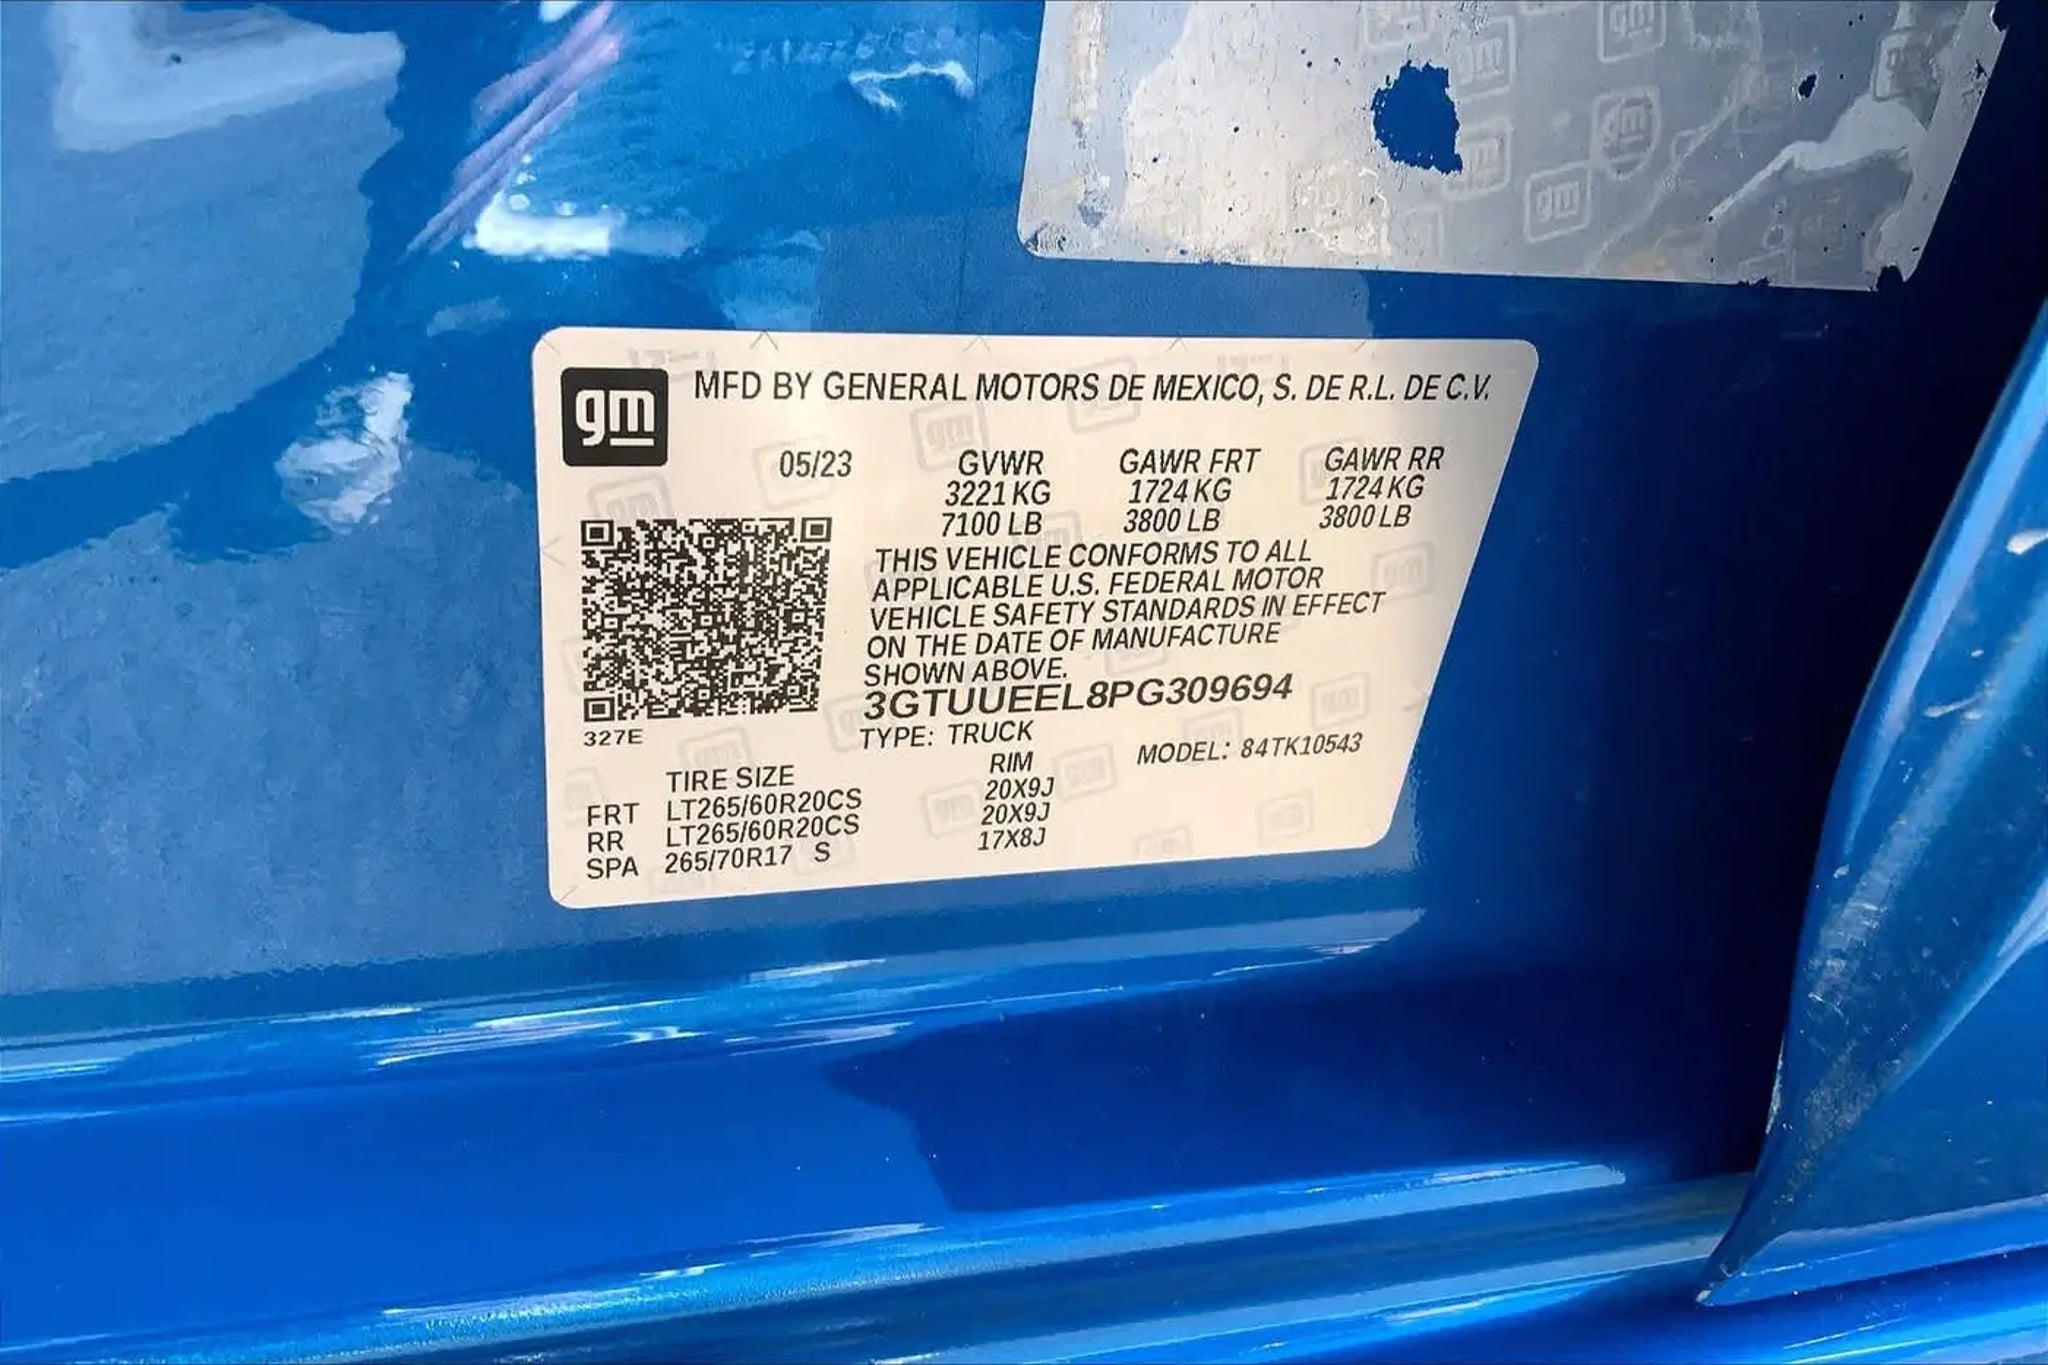 gm
MFD BY GENERAL MOTORS DE MEXICO, S. DE R.L. DE C.V.
05/23 GVWR GAWR FRT GAWR RR
3221 KG 1724 KG 1724 KG
7100 LB 3800 LB 3800 LB
THIS VEHICLE CONFORMS TO ALL
APPLICABLE U.S. FEDERAL MOTOR
VEHICLE SAFETY STANDARDS IN EFFECT
ON THE DATE OF MANUFACTURE
SHOWN ABOVE.
3GTUUEEL8PG309694
327E
TYPE: TRUCK MODEL: 84TK10543
TIRE SIZE RIM
FRT LT265/60R20CS 20X9J
RR LT265/60R20CS 20X9J
SPA 265/70R17 S 17X8J